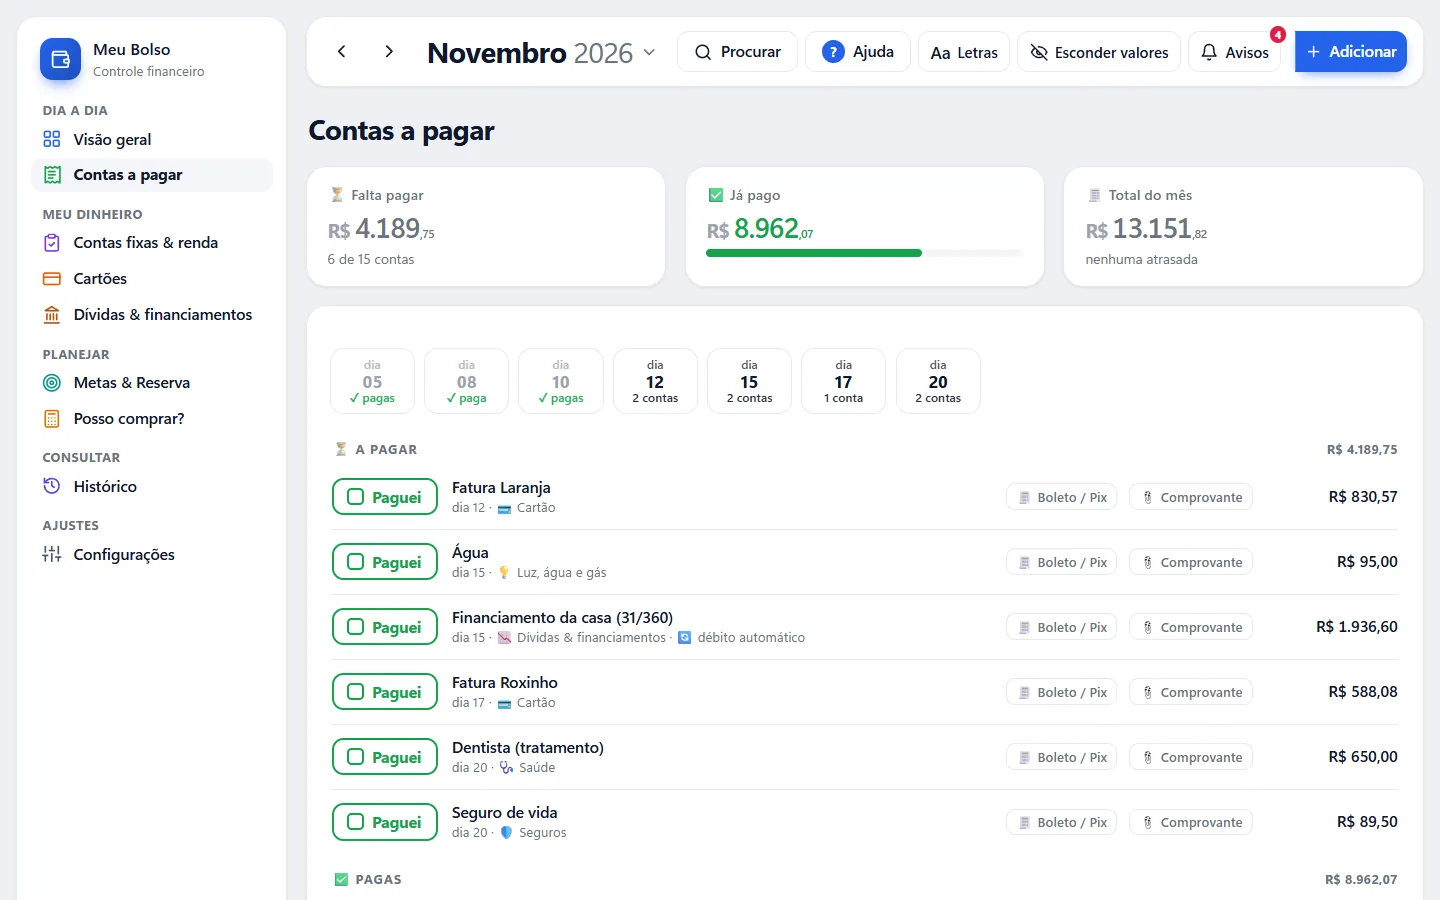 Meu Bolso
Controle financeiro
DIA A DIA
Visão geral
Contas a pagar
MEU DINHEIRO
Contas fixas & renda
Cartões
Dívidas & financiamentos
PLANEJAR
Metas & Reserva
Posso comprar?
CONSULTAR
Histórico
AJUSTES
Configurações
Novembro 2026
Procurar
? Ajuda
Aa Letras
Esconder valores
Avisos 4
+ Adicionar
Contas a pagar
Falta pagar
R$ 4.189,75
6 de 15 contas
Já pago
R$ 8.962,07
Total do mês
R$ 13.151,82
nenhuma atrasada
dia 05 ✓ pagas
dia 08 ✓ paga
dia 10 ✓ pagas
dia 12 2 contas
dia 15 2 contas
dia 17 1 conta
dia 20 2 contas
A PAGAR R$ 4.189,75
Paguei Fatura Laranja Boleto / Pix Comprovante R$ 830,57
dia 12 · Cartão
Paguei Água Boleto / Pix Comprovante R$ 95,00
dia 15 · Luz, água e gás
Paguei Financiamento da casa (31/360) Boleto / Pix Comprovante R$ 1.936,60
dia 15 · Dívidas & financiamentos · débito automático
Paguei Fatura Roxinho Boleto / Pix Comprovante R$ 588,08
dia 17 · Cartão
Paguei Dentista (tratamento) Boleto / Pix Comprovante R$ 650,00
dia 20 · Saúde
Paguei Seguro de vida Boleto / Pix Comprovante R$ 89,50
dia 20 · Seguros
PAGAS R$ 8.962,07